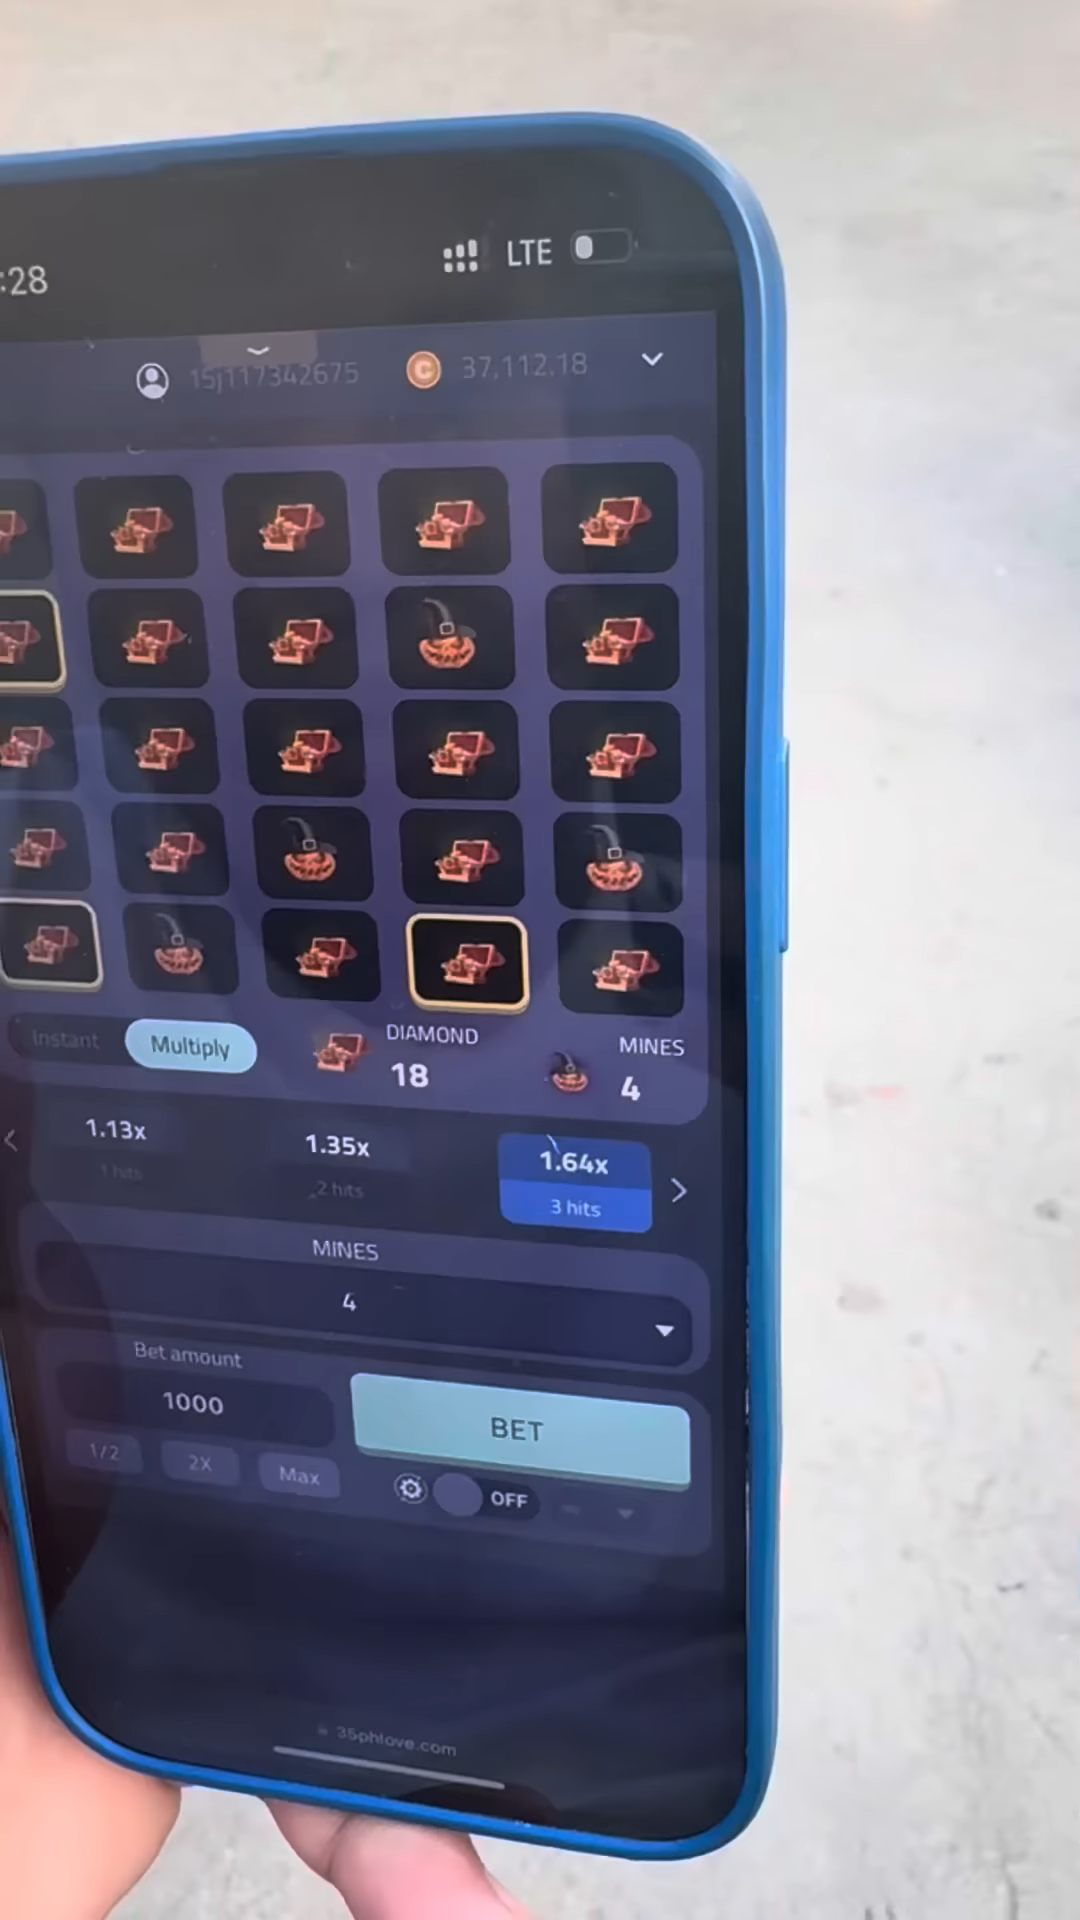 :28 LTE
15j117342675 37,112.18
Instant Multiply DIAMOND MINES
18 4
1.13x 1.35x 1.64x
1 hits 2 hits 3 hits
MINES
4
Bet amount
1000 BET
1/2 2X Max OFF
35phlove.com